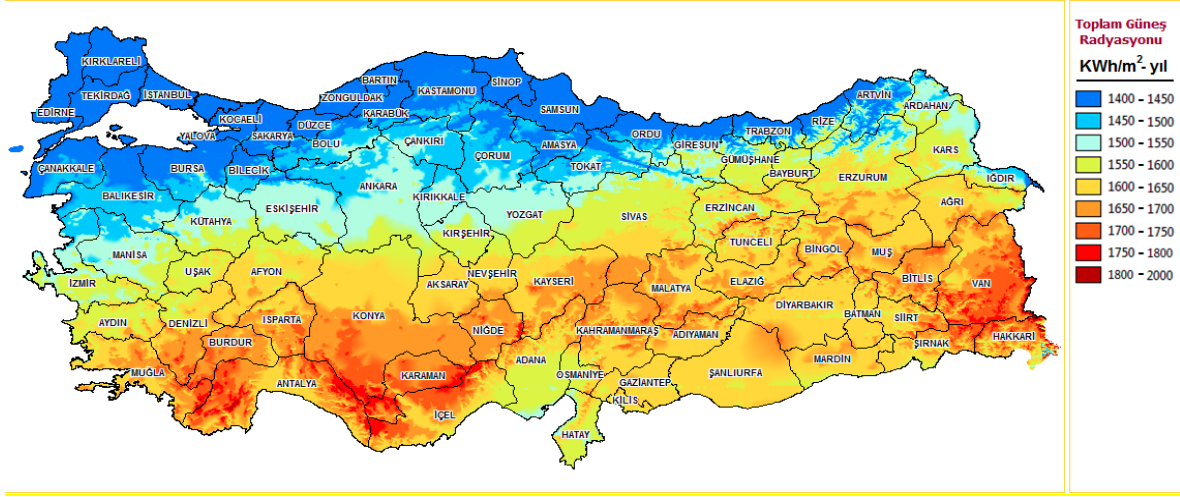 KIRKLARELİ
TEKİRDAĞ
İSTANBUL
EDİRNE
KOCAELİ
YALOVA
SAKARYA
DÜZCE
BOLU
ZONGULDAK
BARTIN
KARABÜK
KASTAMONU
SİNOP
SAMSUN
ÇANKIRI
ÇORUM
AMASYA
TOKAT
ORDU
GİRESUN
TRABZON
RİZE
ARTVİN
ARDAHAN
GÜMÜŞHANE
BAYBURT
KARS
IĞDIR
ÇANAKKALE
BALIKESİR
BURSA
BİLECİK
ESKİŞEHİR
KÜTAHYA
ANKARA
KIRIKKALE
YOZGAT
KIRŞEHİR
SİVAS
ERZİNCAN
ERZURUM
AĞRI
MANİSA
İZMİR
UŞAK
AFYON
AKSARAY
NEVŞEHİR
KAYSERİ
MALATYA
ELAZIĞ
TUNCELİ
BİNGÖL
MUŞ
BİTLİS
VAN
AYDIN
DENİZLİ
ISPARTA
BURDUR
KONYA
NİĞDE
KAHRAMANMARAŞ
ADIYAMAN
DİYARBAKIR
BATMAN
SİİRT
ŞIRNAK
HAKKARİ
MUĞLA
ANTALYA
KARAMAN
İÇEL
ADANA
OSMANİYE
GAZİANTEP
KİLİS
ŞANLIURFA
MARDİN
HATAY
Toplam Güneş
Radyasyonu
KWh/m²- yıl
1400 - 1450
1450 - 1500
1500 - 1550
1550 - 1600
1600 - 1650
1650 - 1700
1700 - 1750
1750 - 1800
1800 - 2000